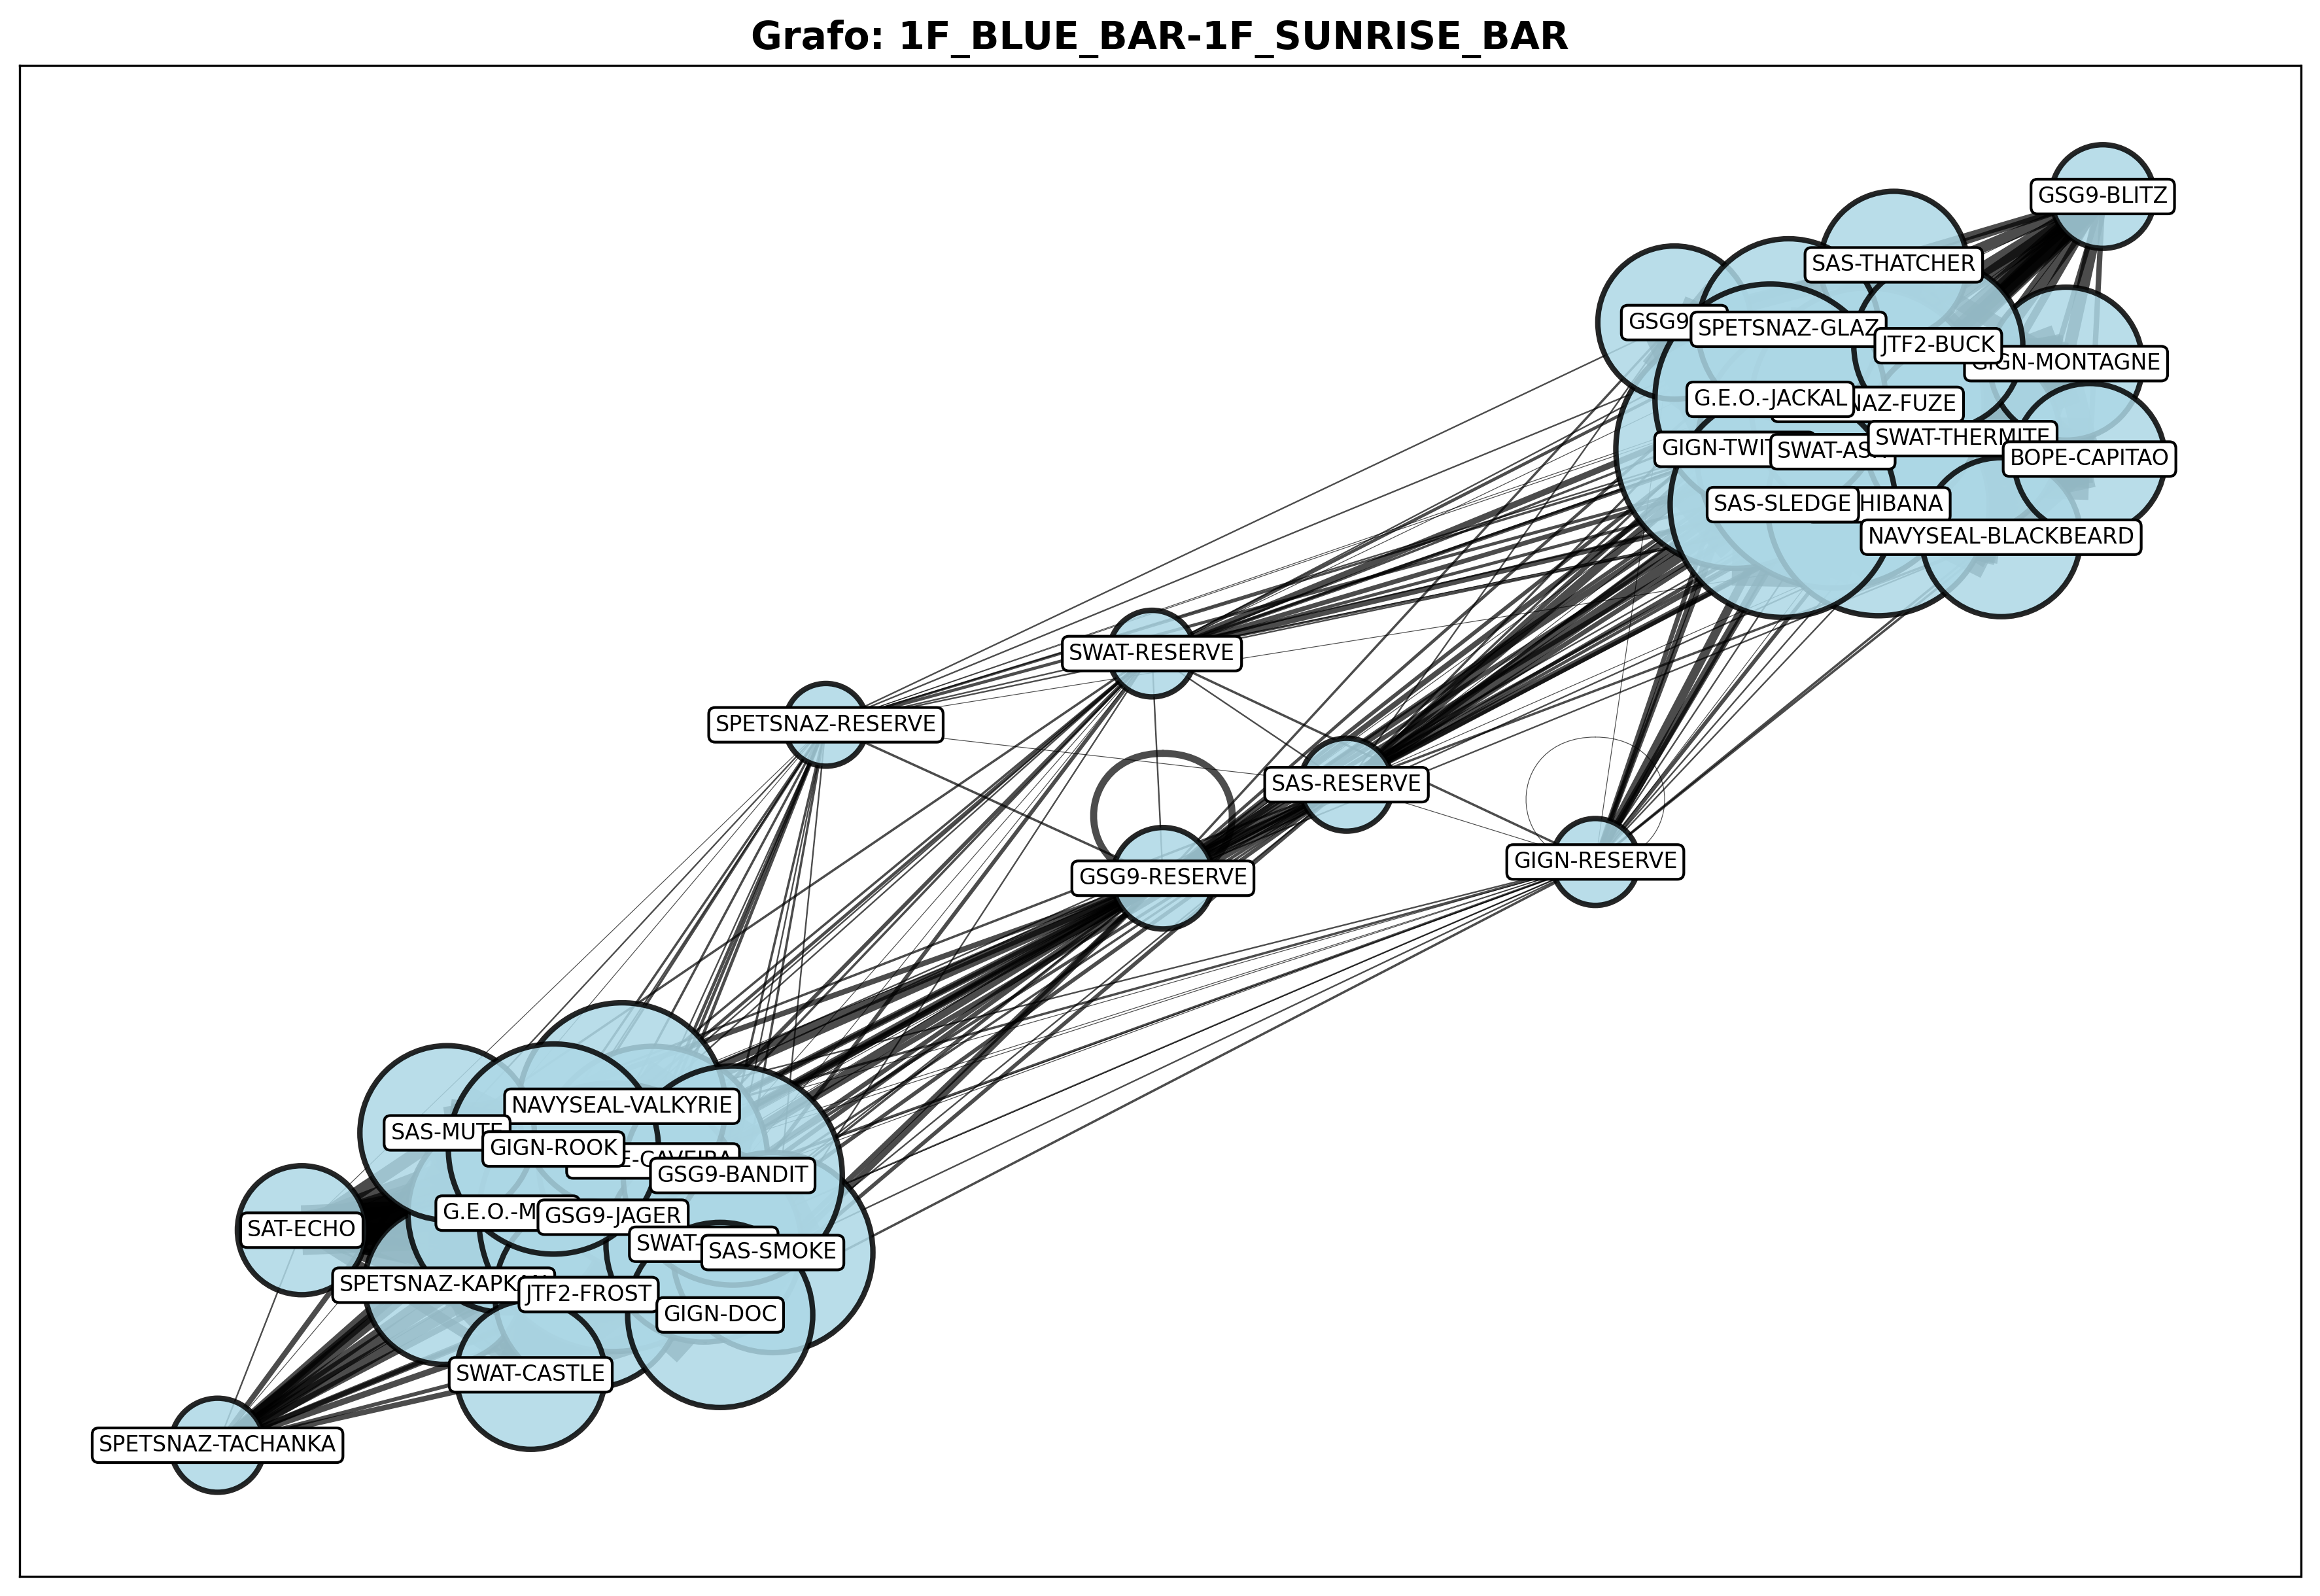 Grafo: 1F_BLUE_BAR-1F_SUNRISE_BAR
GSG9-BLITZ
SAS-THATCHER
GSG9
SPETSNAZ-GLAZ
JTF2-BUCK
GIGN-MONTAGNE
G.E.O.-JACKAL
NAZ-FUZE
SWAT-THERMITE
GIGN-TWIT
SWAT-AS
BOPE-CAPITAO
SAS-SLEDGE
HIBANA
NAVYSEAL-BLACKBEARD
SWAT-RESERVE
SPETSNAZ-RESERVE
SAS-RESERVE
GIGN-RESERVE
GSG9-RESERVE
NAVYSEAL-VALKYRIE
SAS-MUTE
GIGN-ROOK
E-CAVEIRA
GSG9-BANDIT
G.E.O.-M
GSG9-JAGER
SAT-ECHO
SWAT-
SAS-SMOKE
SPETSNAZ-KAPKAN
JTF2-FROST
GIGN-DOC
SWAT-CASTLE
SPETSNAZ-TACHANKA